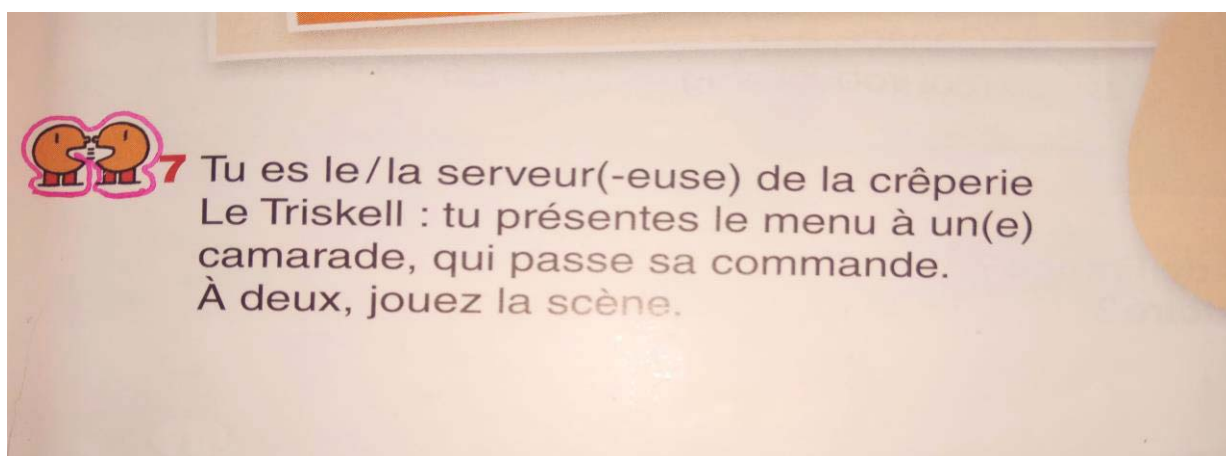 7 Tu es le/la serveur(-euse) de la crêperie
Le Triskell : tu présentes le menu à un(e)
camarade, qui passe sa commande.
À deux, jouez la scène.